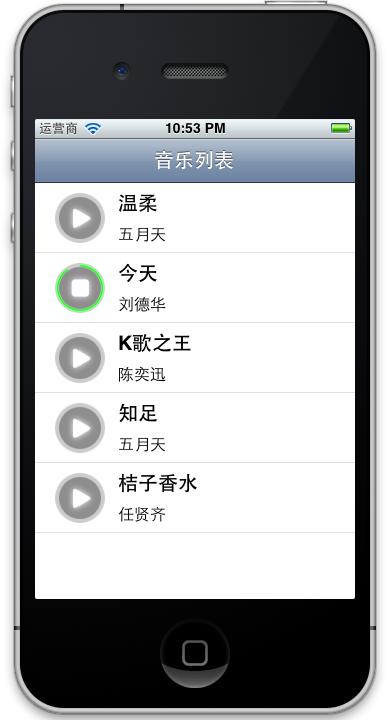 运营商 10:53 PM
音乐列表
温柔
五月天
今天
刘德华
K歌之王
陈奕迅
知足
五月天
桔子香水
任贤齐